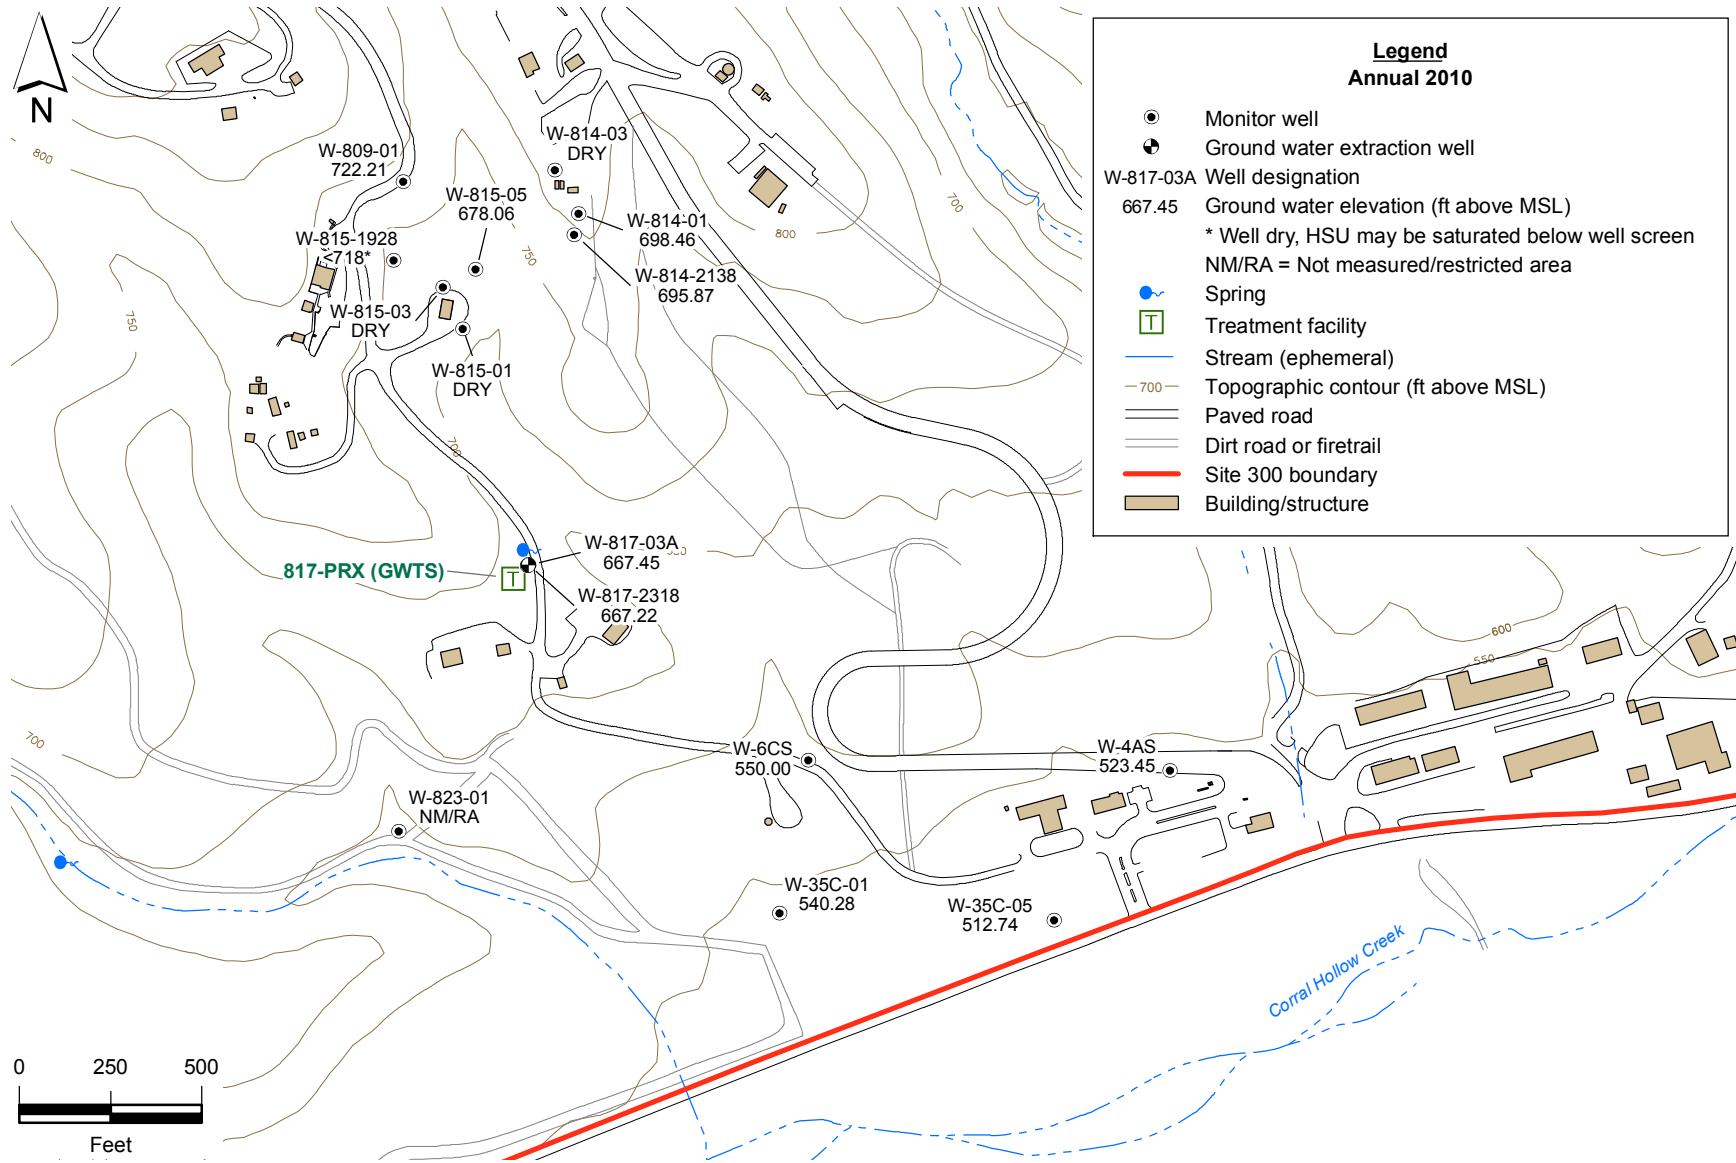 N
800
W-809-01
722.21
W-814-03
DRY
W-815-05
678.06
W-814-01
698.46
W-815-1928
<718*
750
W-814-2138
695.87
700
800
750
W-815-03
DRY
W-815-01
DRY
700
W-817-03A
667.45
817-PRX (GWTS)
T
W-817-2318
667.22
600
550
700
W-6CS
550.00
W-4AS
523.45
W-823-01
NM/RA
W-35C-01
540.28
W-35C-05
512.74
Corral Hollow Creek
0 250 500
Feet
Legend
Annual 2010
Monitor well
Ground water extraction well
W-817-03A Well designation
667.45 Ground water elevation (ft above MSL)
* Well dry, HSU may be saturated below well screen
NM/RA = Not measured/restricted area
Spring
T Treatment facility
Stream (ephemeral)
700 Topographic contour (ft above MSL)
Paved road
Dirt road or firetrail
Site 300 boundary
Building/structure